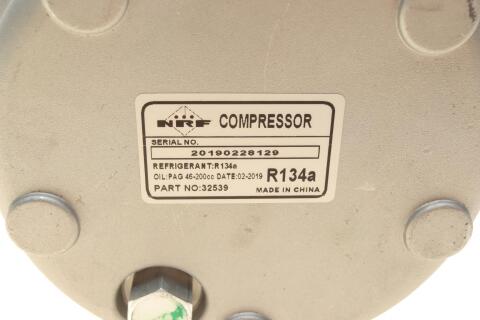 NRF COMPRESSOR
SERIAL NO.
20190228129
REFRIGERANT:R134a
OIL:PAG 46-200cc DATE:02-2019 R134a
PART NO:32539 MADE IN CHINA